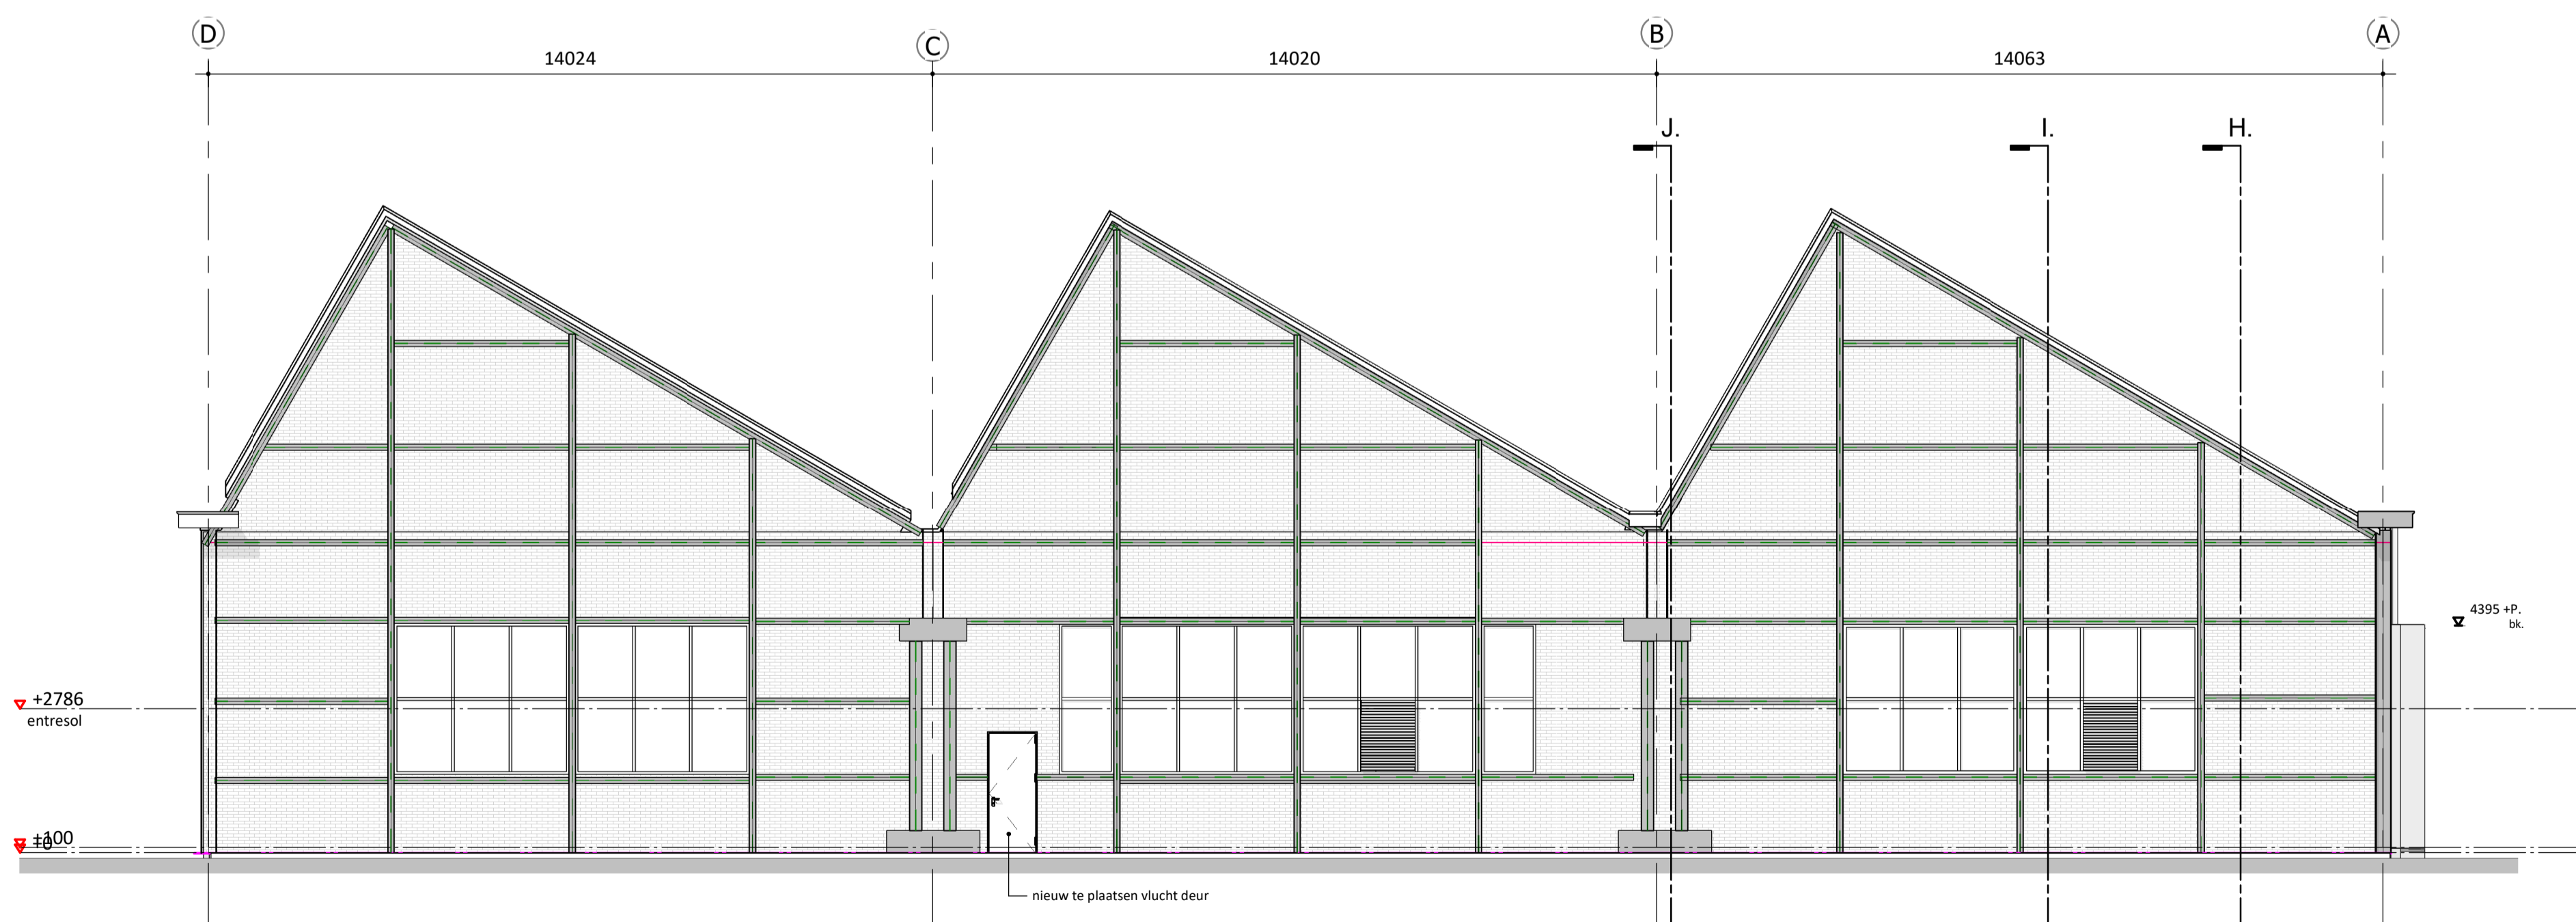 D
C
B
A
14024
14020
14063
J.
I.
H.
4395 +P.
bk.
+2786
entresol
+100
+0
nieuw te plaatsen vlucht deur